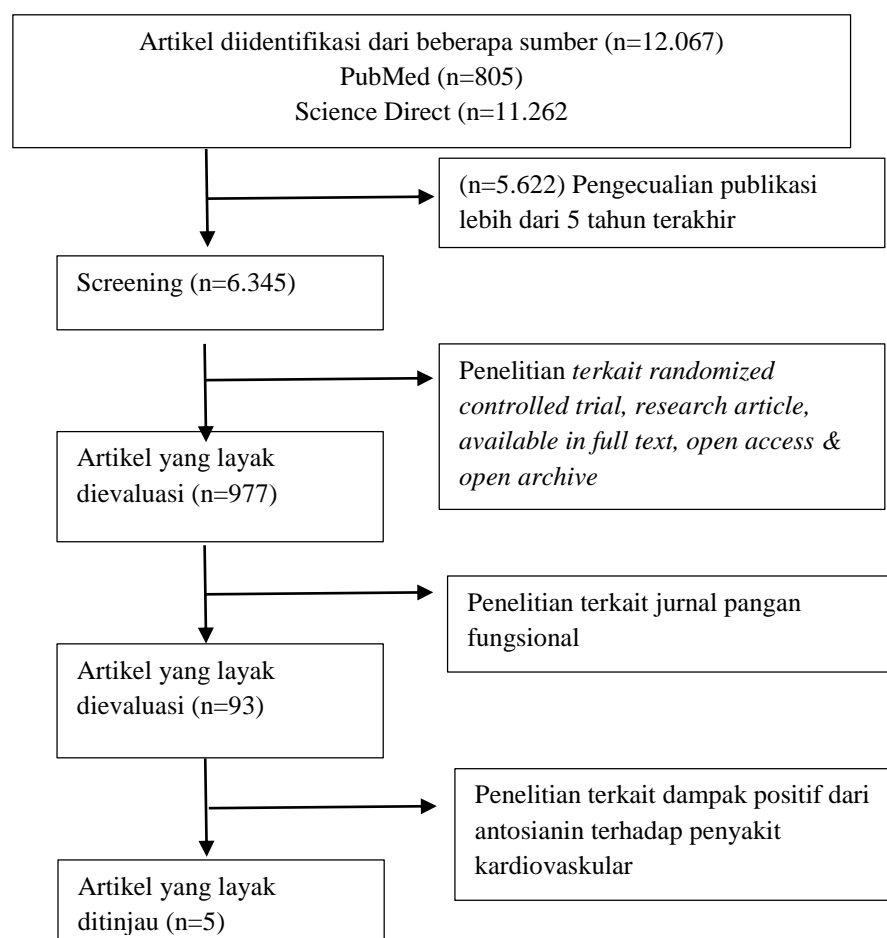 Artikel diidentifikasi dari beberapa sumber (n=12.067)
PubMed (n=805)
Science Direct (n=11.262
(n=5.622) Pengecualian publikasi
lebih dari 5 tahun terakhir
Screening (n=6.345)
Penelitian terkait randomized
controlled trial, research article,
available in full text, open access &
open archive
Artikel yang layak
dievaluasi (n=977)
Penelitian terkait jurnal pangan
fungsional
Artikel yang layak
dievaluasi (n=93)
Penelitian terkait dampak positif dari
antosianin terhadap penyakit
kardiovaskular
Artikel yang layak
ditinjau (n=5)